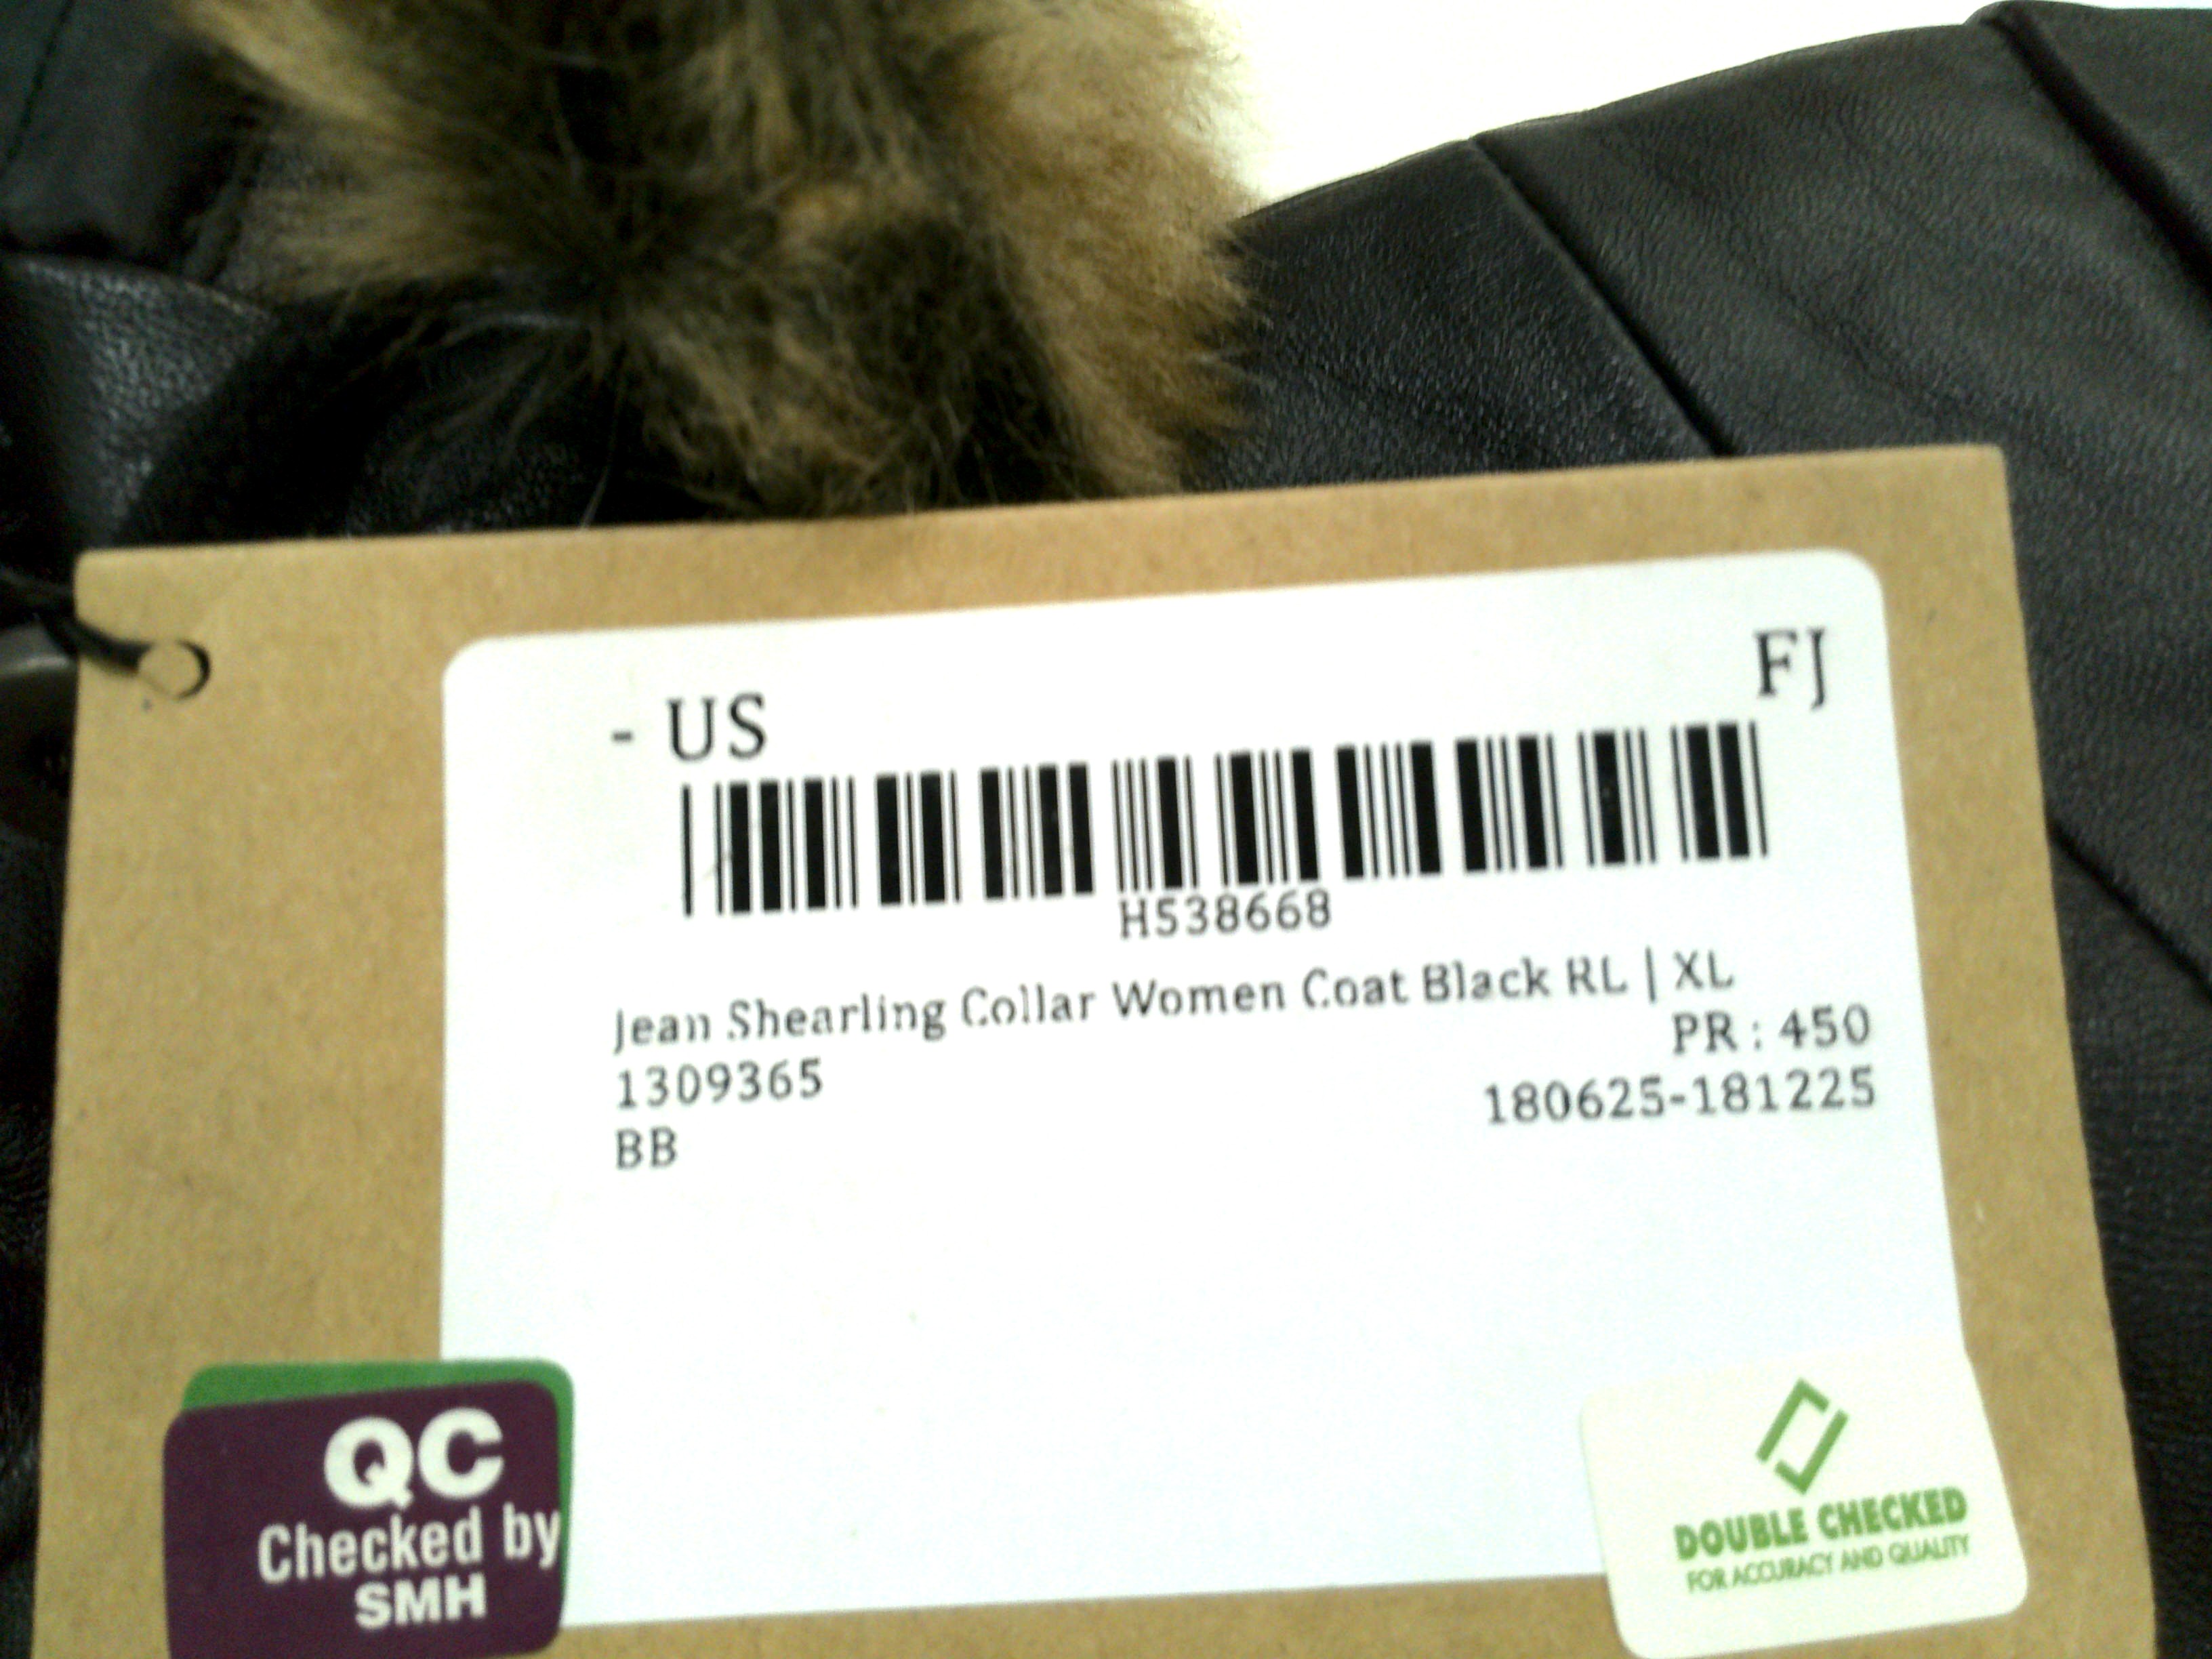 - US FJ
H538668
Jean Shearling Collar Women Coat Black RL | XL
PR : 450
1309365
180625-181225
BB
QC
Checked by
SMH
DOUBLE CHECKED
FOR ACCURACY AND QUALITY